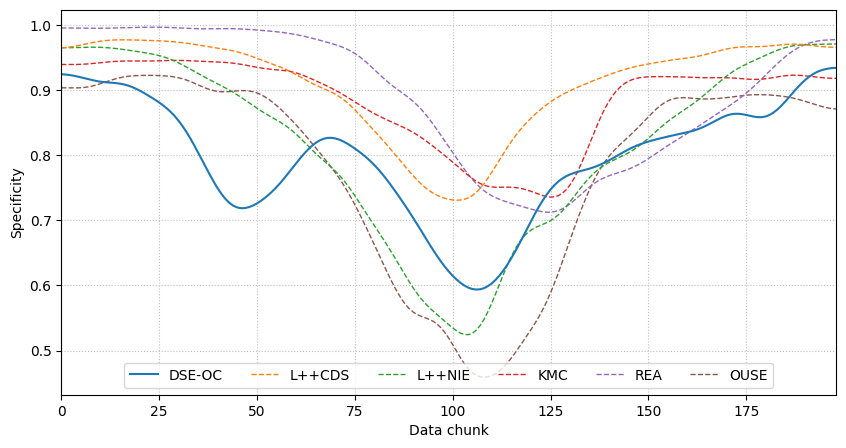 1.0
0.9
0.8
0.7
0.6
0.5
Specificity
DSE-OC L++CDS L++NIE KMC REA OUSE
0 25 50 75 100 125 150 175
Data chunk